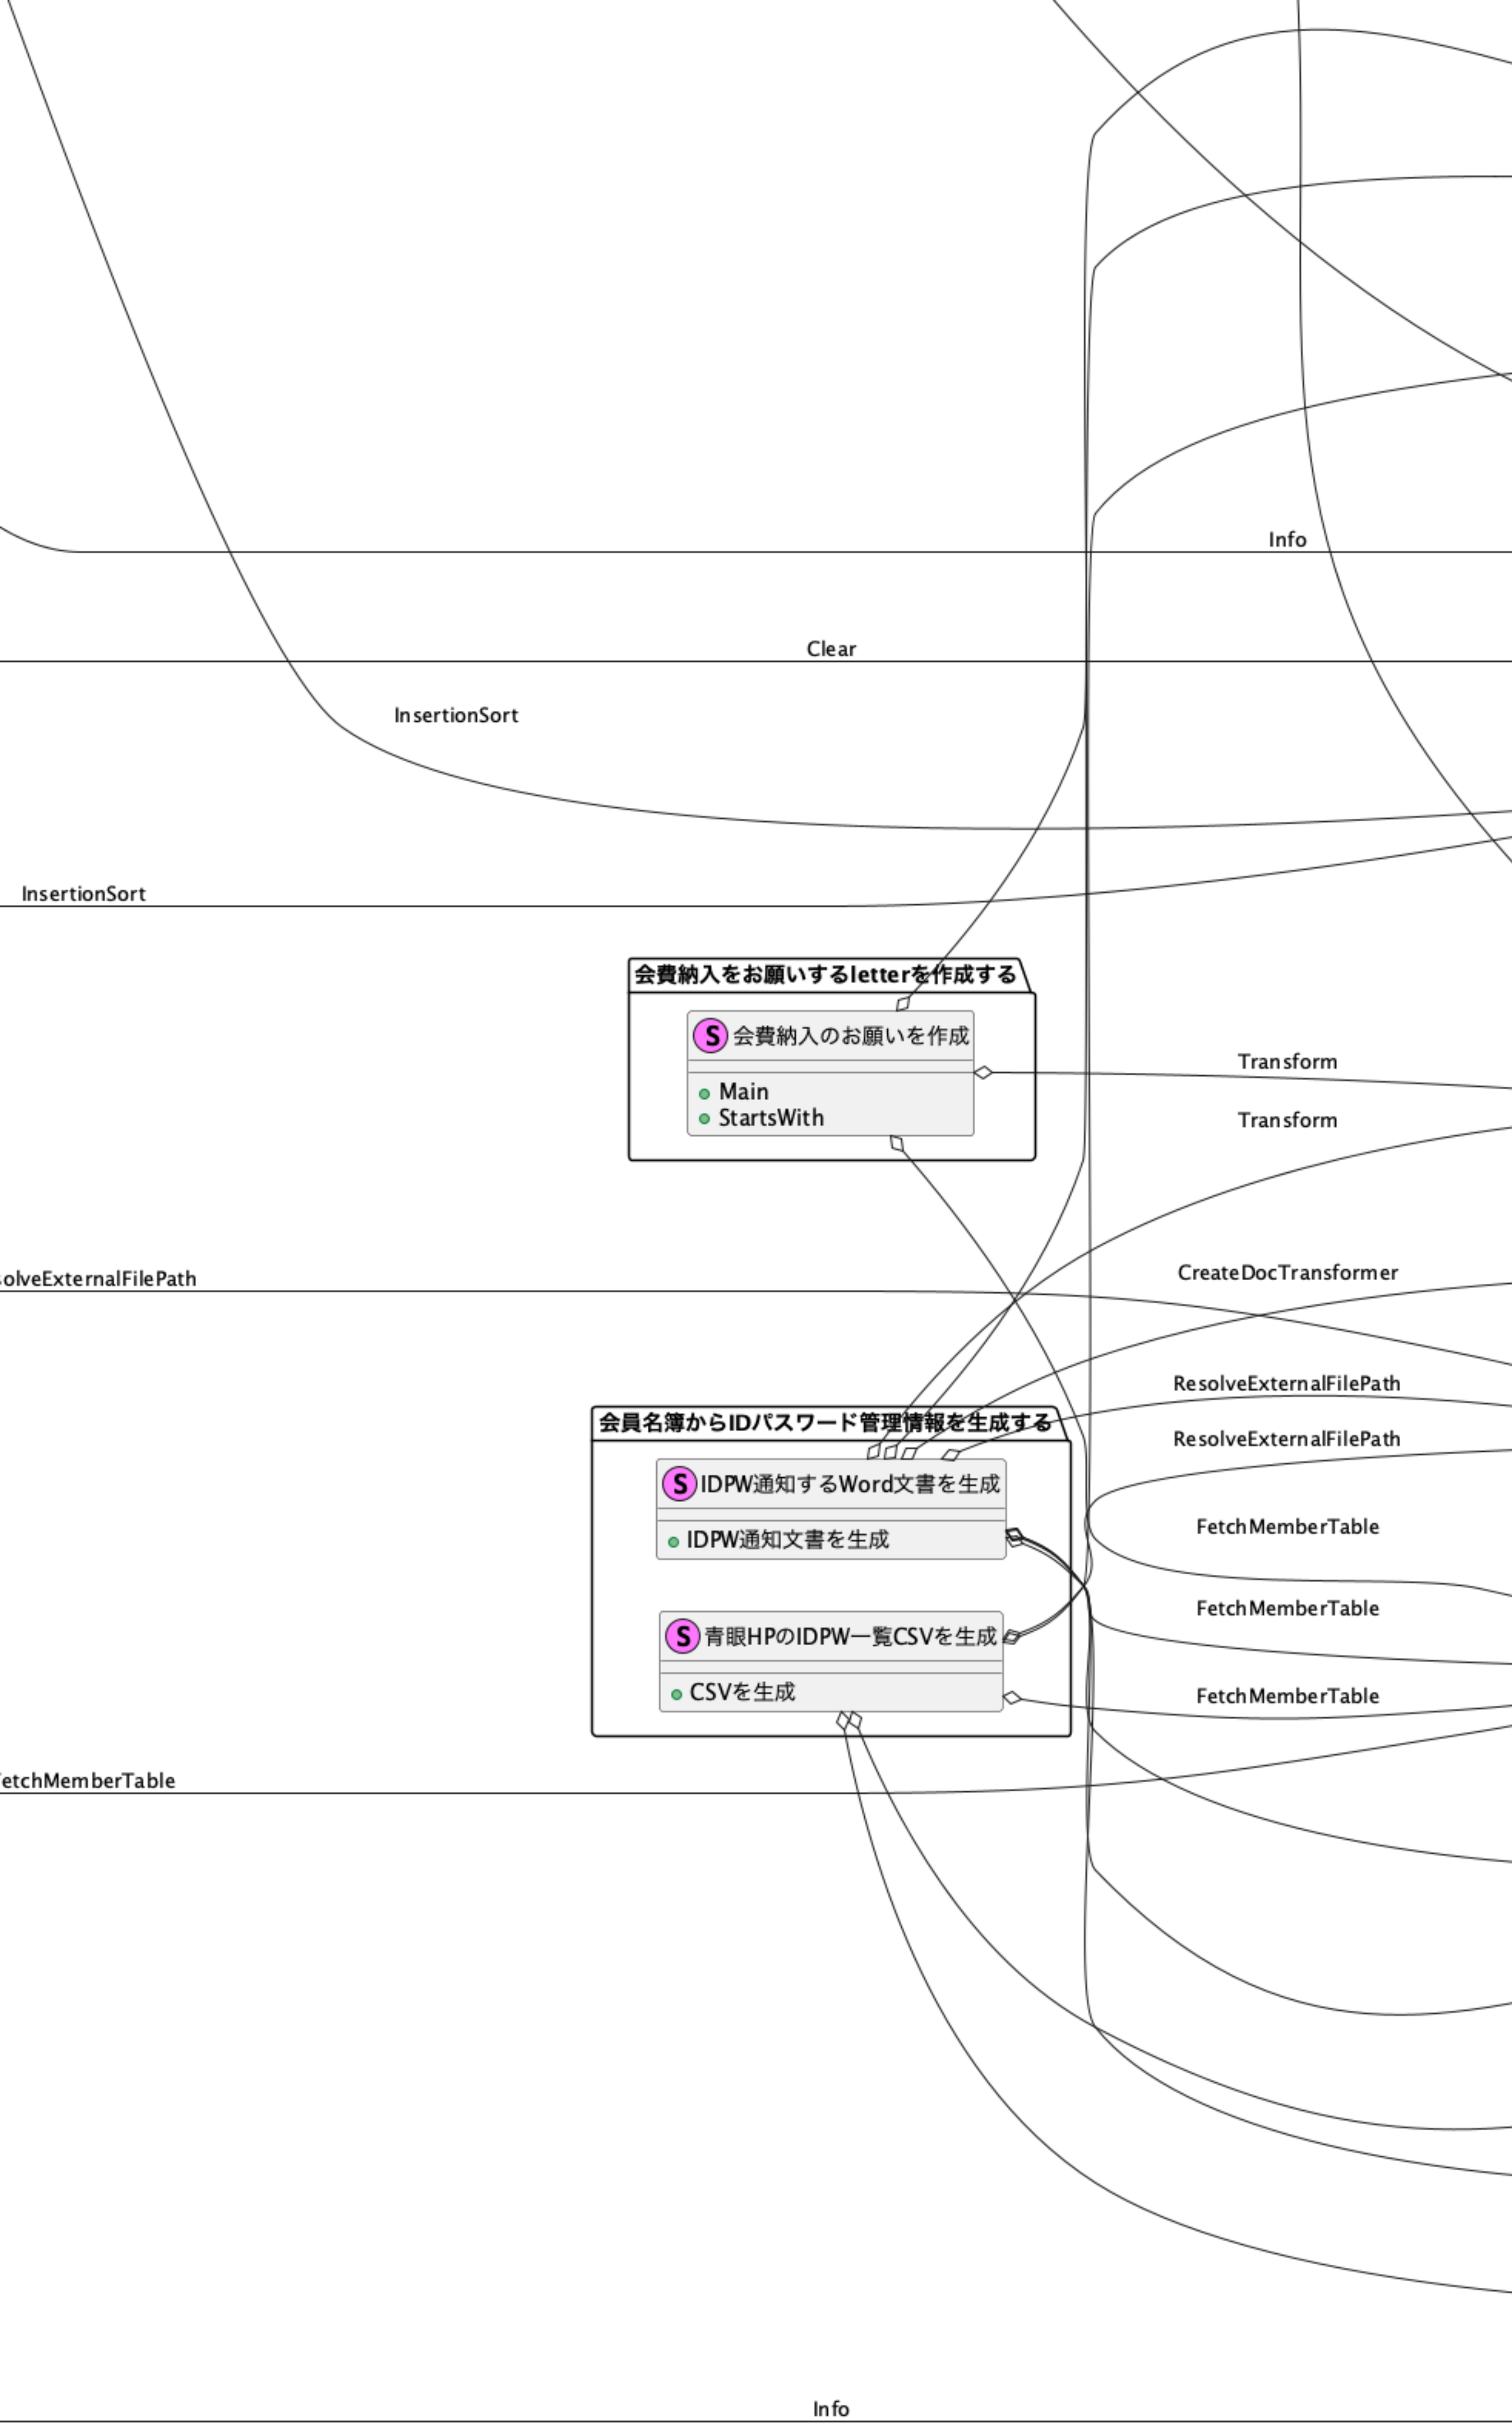 Info
Clear
InsertionSort
InsertionSort
会費納入をお願いするletterを作成する
S 会費納入のお願いを作成
Main
StartsWith
Transform
Transform
CreateDocTransformer
solveExternalFilePath
ResolveExternalFilePath
会員名簿からIDパスワード管理情報を生成する
ResolveExternalFilePath
S IDPW通知するWord文書を生成
IDPW通知文書を生成
FetchMemberTable
FetchMemberTable
S 青眼HPのIDPW一覧CSVを生成
CSVを生成
FetchMemberTable
etchMemberTable
Info